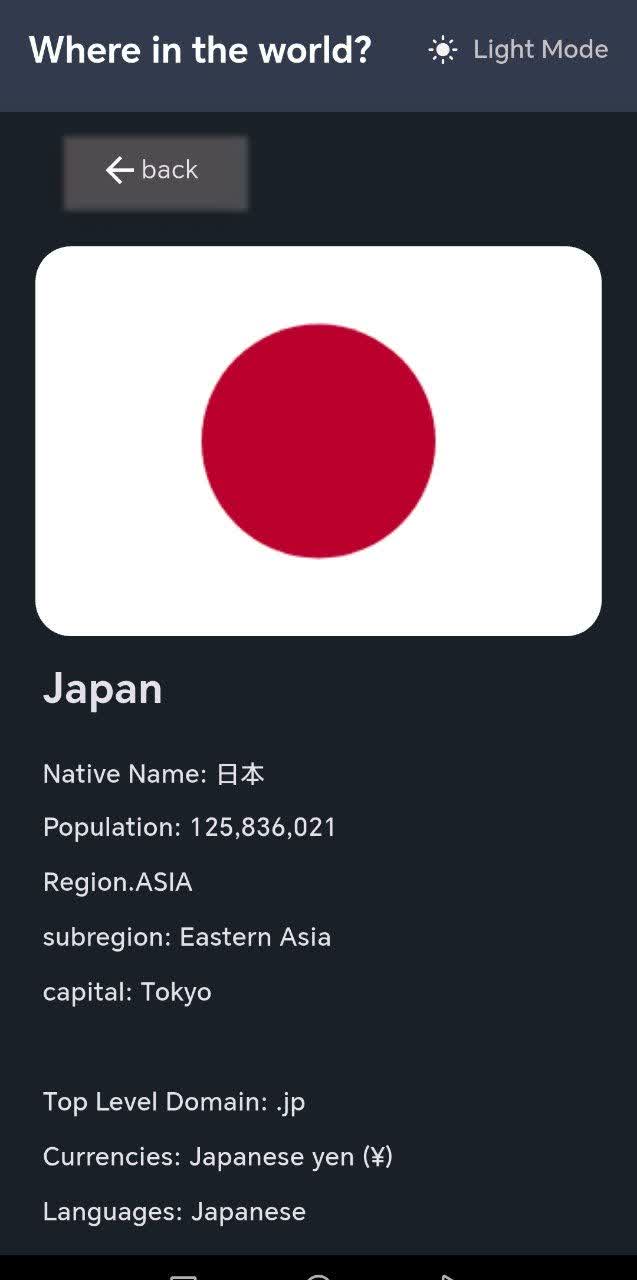 Where in the world? Light Mode
back
Japan
Native Name: 日本
Population: 125,836,021
Region.ASIA
subregion: Eastern Asia
capital: Tokyo
Top Level Domain: .jp
Currencies: Japanese yen (¥)
Languages: Japanese